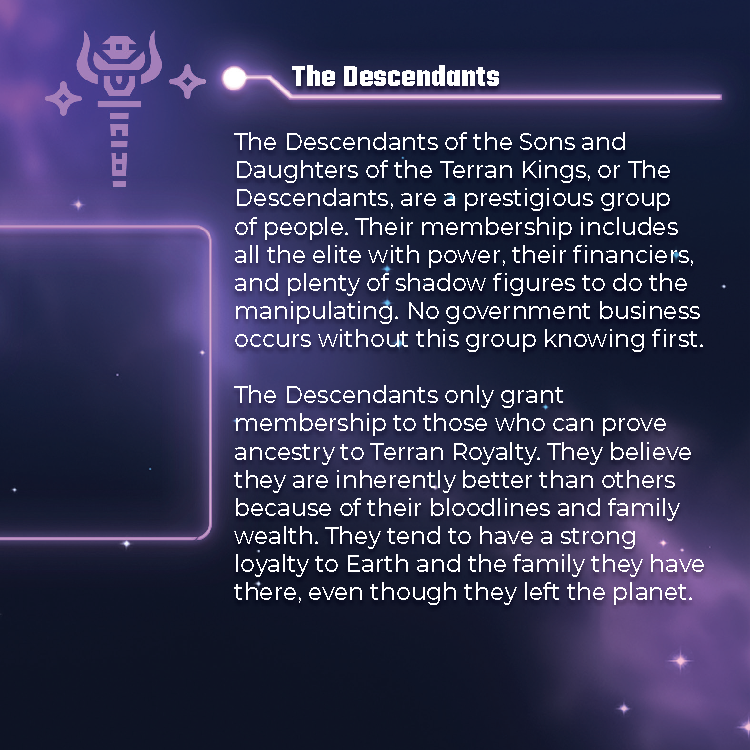 The Descendants
The Descendants of the Sons and
Daughters of the Terran Kings, or The
Descendants, are a prestigious group
of people. Their membership includes
all the elite with power, their financiers,
and plenty of shadow figures to do the
manipulating. No government business
occurs without this group knowing first.
The Descendants only grant
membership to those who can prove
ancestry to Terran Royalty. They believe
they are inherently better than others
because of their bloodlines and family
wealth. They tend to have a strong
loyalty to Earth and the family they have
there, even though they left the planet.